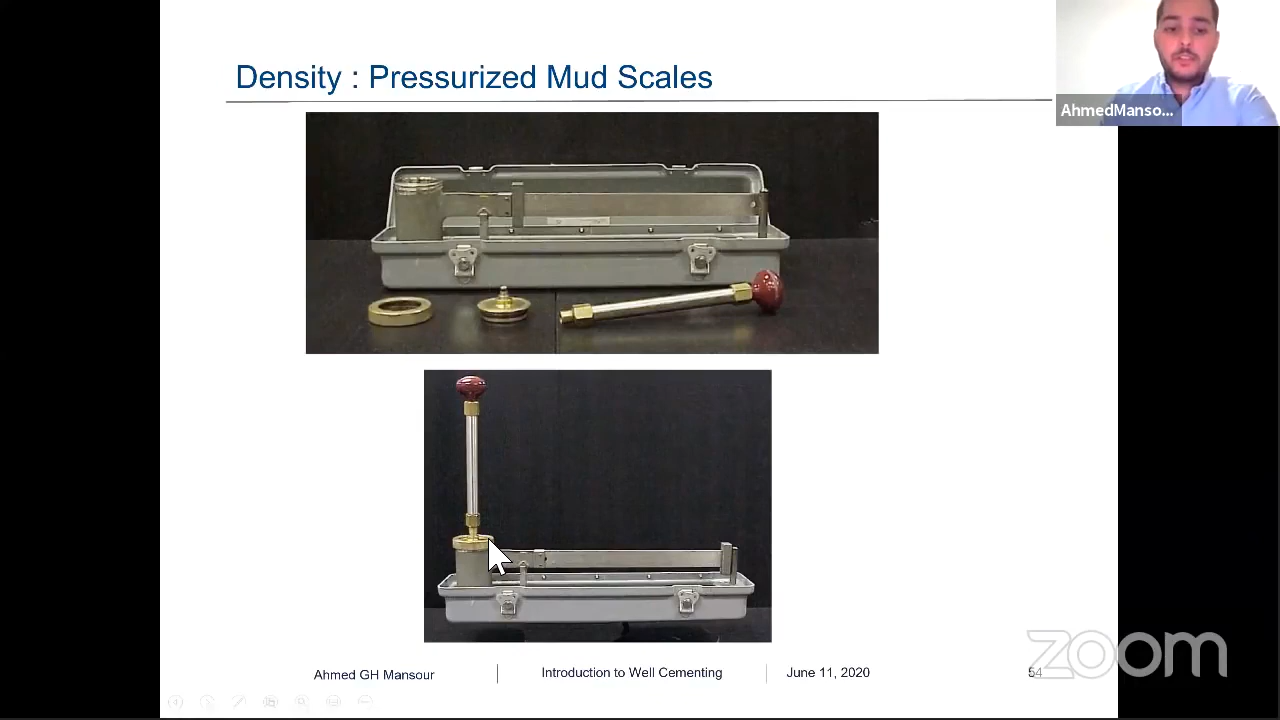 Density : Pressurized Mud Scales
AhmedManso...
Ahmed GH Mansour
Introduction to Well Cementing
June 11, 2020
54
zoom